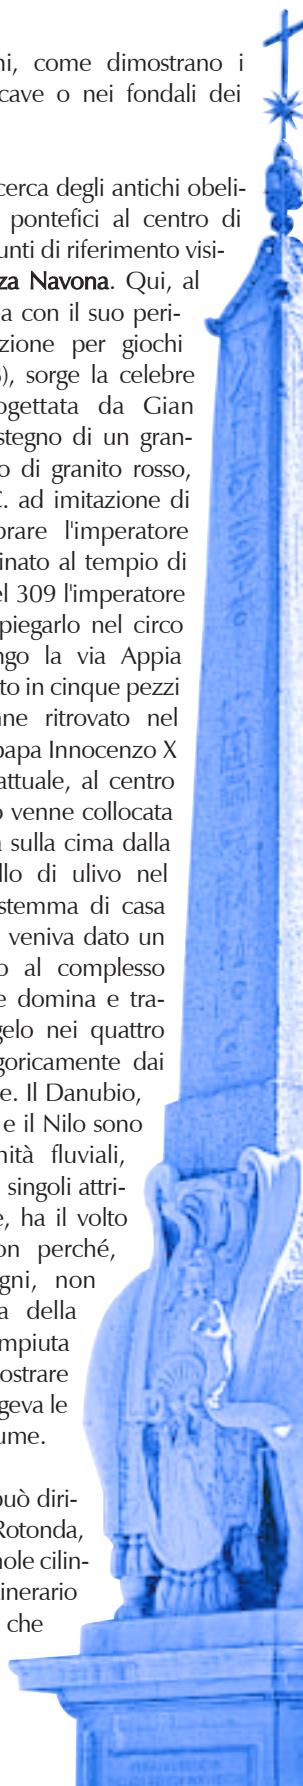 ni, come dimostrano i
cave o nei fondali dei
cerca degli antichi obeli-
pontefici al centro di
unti di riferimento visi-
za Navona. Qui, al
a con il suo peri-
zione per giochi
), sorge la celebre
ogettata da Gian
stegno di un gran-
o di granito rosso,
C. ad imitazione di
brare l'imperatore
inato al tempio di
el 309 l'imperatore
piegarlo nel circo
ngo la via Appia
to in cinque pezzi
nne ritrovato nel
papa Innocenzo X
attuale, al centro
o venne collocata
a sulla cima dalla
llo di ulivo nel
stemma di casa
veniva dato un
o al complesso
e domina e tra-
gelo nei quattro
goricamente dai
e. Il Danubio,
e il Nilo sono
nità fluviali,
singoli attri-
e, ha il volto
on perché,
gni, non
a della
mpiuta
ostrare
geva le
ume.
può diri-
Rotonda,
mole cilin-
tinerario
che